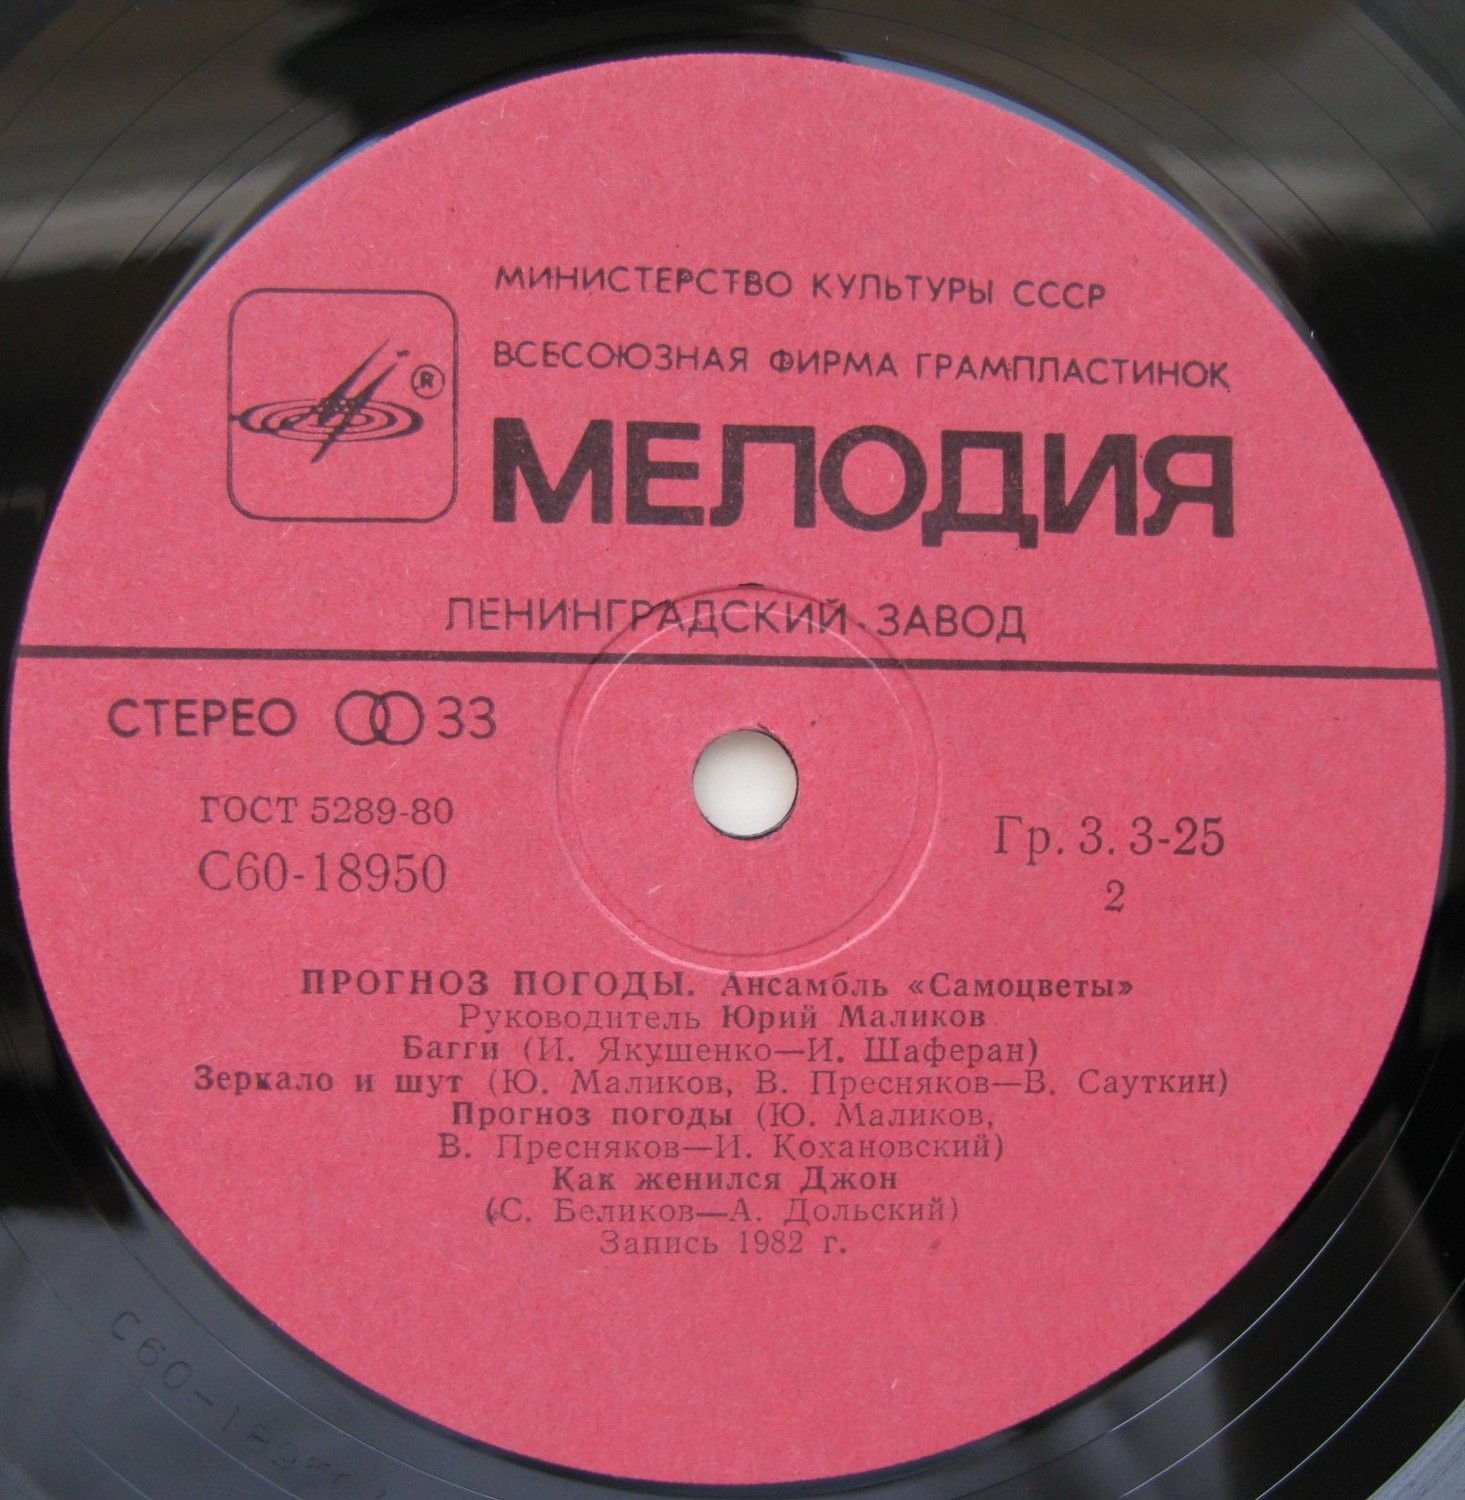 МИНИСТЕРСТВО КУЛЬТУРЫ СССР
ВСЕСОЮЗНАЯ ФИРМА ГРАМПЛАСТИНОК
®
МЕЛОДИЯ
ЛЕНИНГРАДСКИЙ ЗАВОД
СТЕРЕО 33
ГОСТ 5289-80
С60-18950
Гр. 3. 3-25
2
ПРОГНОЗ ПОГОДЫ. Ансамбль «Самоцветы»
Руководитель Юрий Маликов
Багги (И. Якушенко—И. Шаферан)
Зеркало и шут (Ю. Маликов, В. Пресняков—В. Сауткин)
Прогноз погоды (Ю. Маликов,
В. Пресняков—И. Кохановский)
Как женился Джон
(С. Беликов—А. Дольский)
Запись 1982 г.